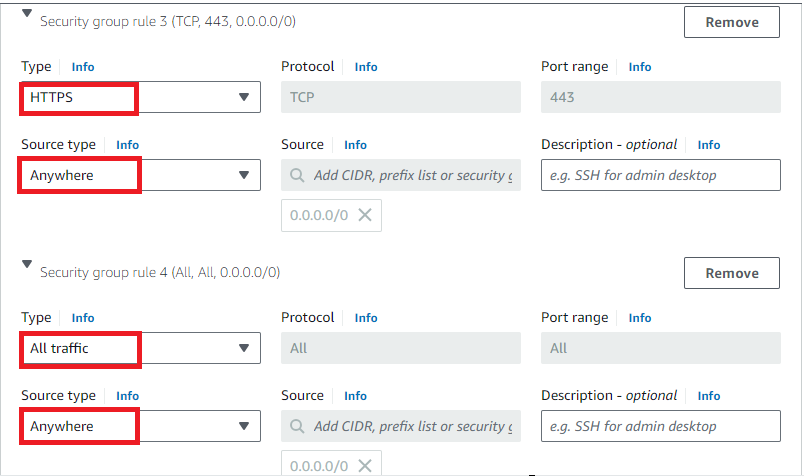 Security group rule 3 (TCP, 443, 0.0.0.0/0) Remove
Type Info Protocol Info Port range Info
HTTPS TCP 443
Source type Info Source Info Description - optional Info
Anywhere Add CIDR, prefix list or security g e.g. SSH for admin desktop
0.0.0.0/0
Security group rule 4 (All, All, 0.0.0.0/0) Remove
Type Info Protocol Info Port range Info
All traffic All All
Source type Info Source Info Description - optional Info
Anywhere Add CIDR, prefix list or security g e.g. SSH for admin desktop
0.0.0.0/0